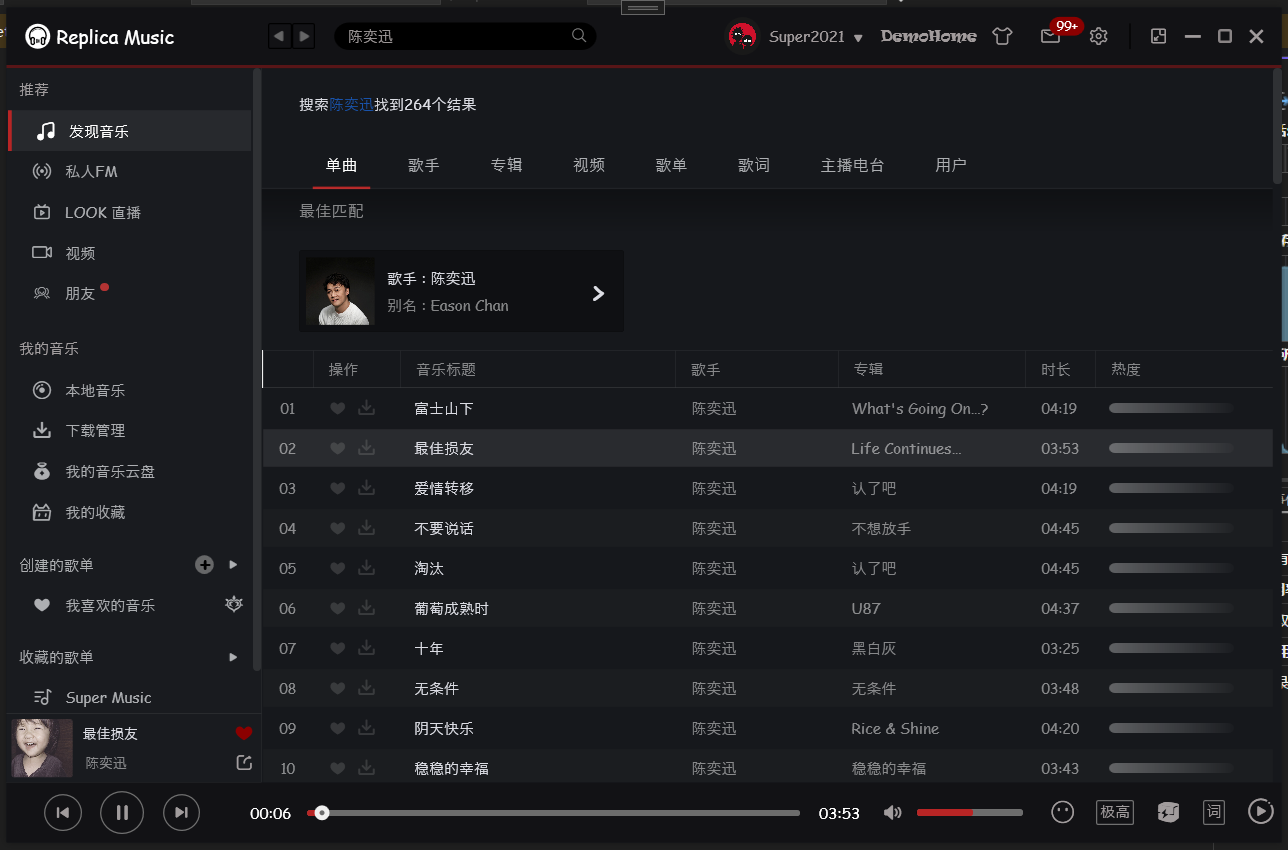 Replica Music
陈奕迅
Super2021
DemoHome
99+
推荐
发现音乐
私人FM
LOOK 直播
视频
朋友
我的音乐
本地音乐
下载管理
我的音乐云盘
我的收藏
创建的歌单
我喜欢的音乐
收藏的歌单
Super Music
最佳损友
陈奕迅
搜索陈奕迅找到264个结果
单曲 歌手 专辑 视频 歌单 歌词 主播电台 用户
最佳匹配
歌手：陈奕迅
别名：Eason Chan
操作 音乐标题 歌手 专辑 时长 热度
01 富士山下 陈奕迅 What's Going On...? 04:19
02 最佳损友 陈奕迅 Life Continues... 03:53
03 爱情转移 陈奕迅 认了吧 04:19
04 不要说话 陈奕迅 不想放手 04:45
05 淘汰 陈奕迅 认了吧 04:45
06 葡萄成熟时 陈奕迅 U87 04:37
07 十年 陈奕迅 黑白灰 03:25
08 无条件 陈奕迅 无条件 03:48
09 阴天快乐 陈奕迅 Rice & Shine 04:20
10 稳稳的幸福 陈奕迅 稳稳的幸福 03:43
00:06 03:53 极高 词